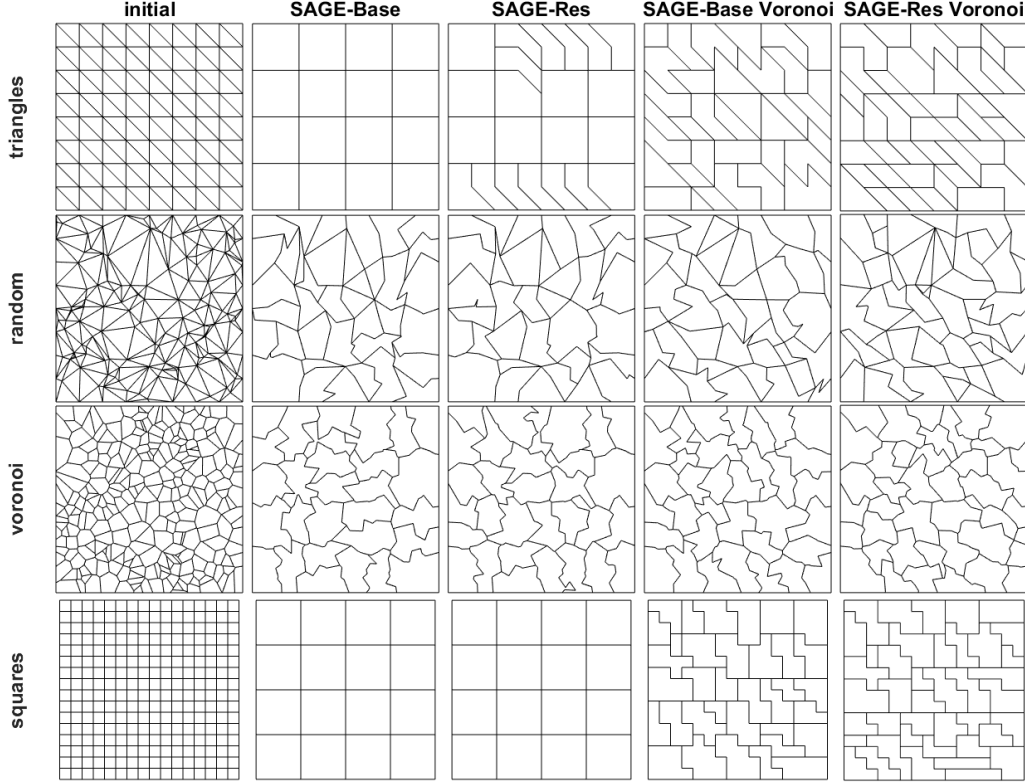 initial SAGE-Base SAGE-Res SAGE-Base Voronoi SAGE-Res Voronoi
triangles
random
voronoi
squares